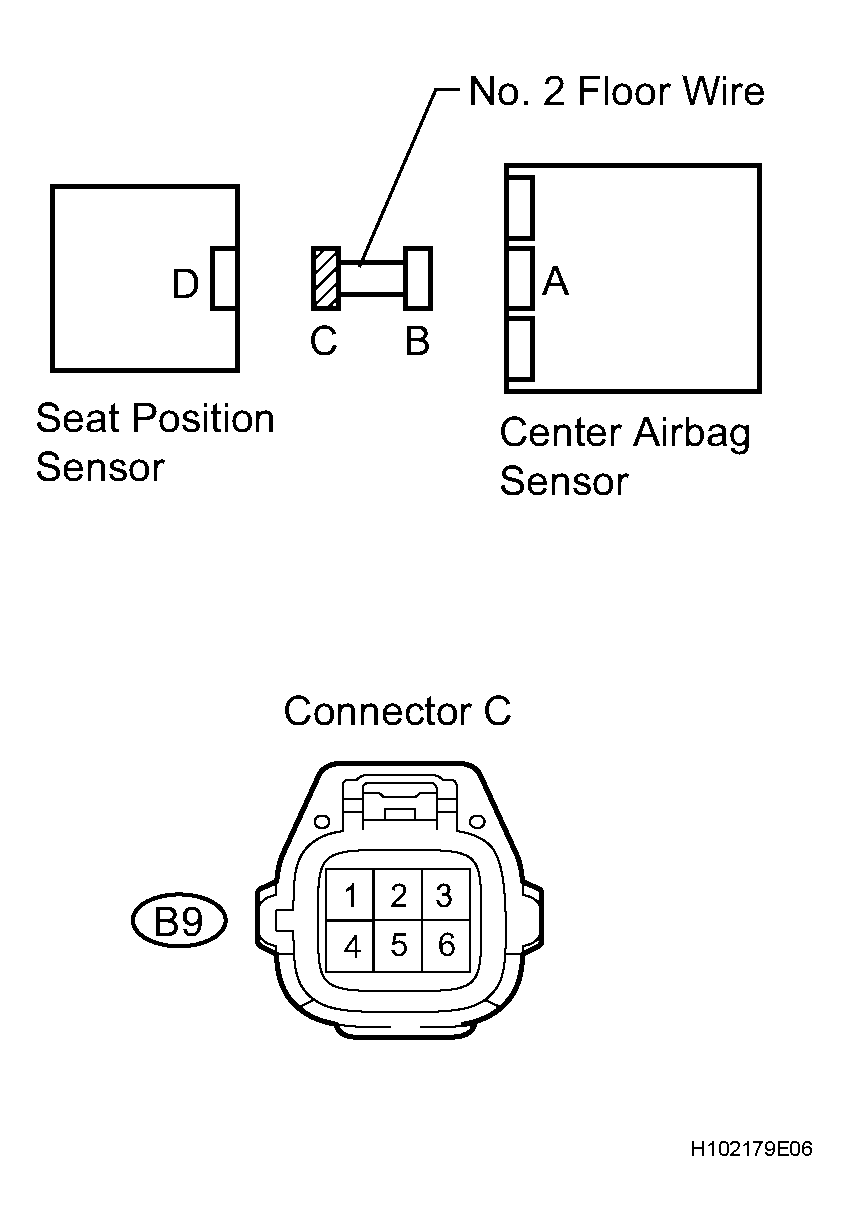 No. 2 Floor Wire
D
A
C
B
Seat Position
Sensor
Center Airbag
Sensor
Connector C
1 2 3
B9
4 5 6
H102179E06